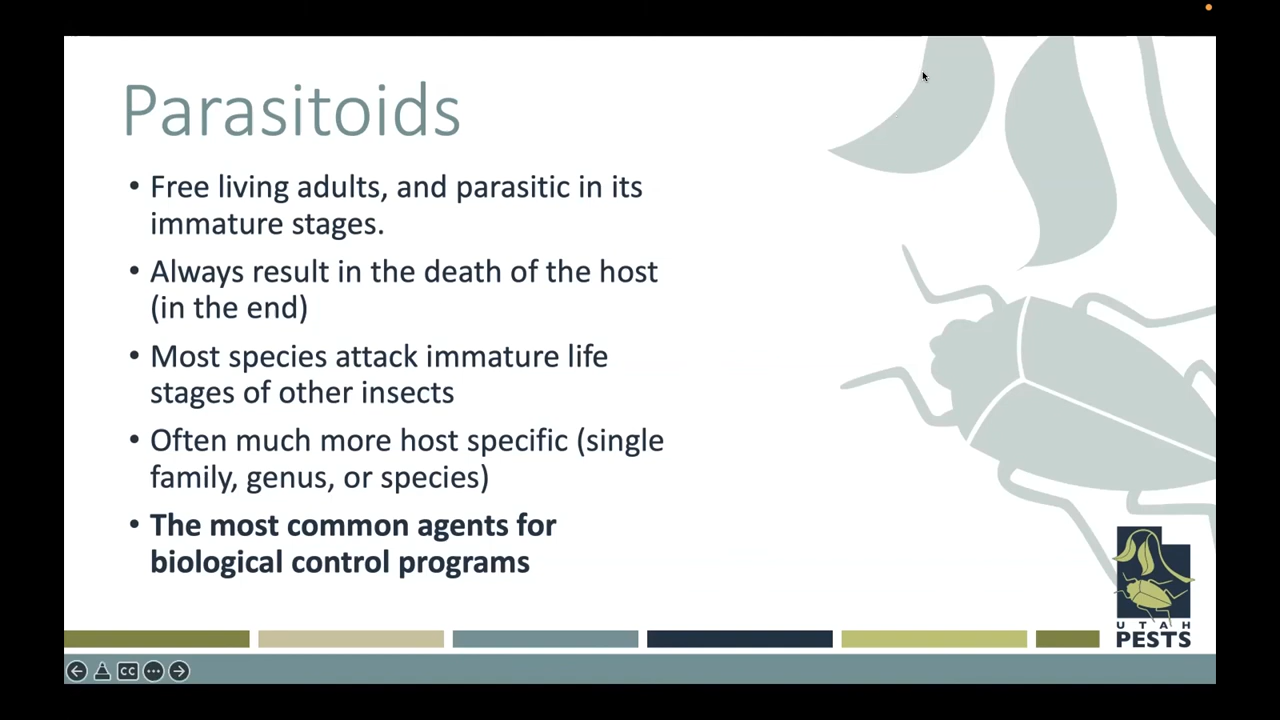 Parasitoids
• Free living adults, and parasitic in its
immature stages.
• Always result in the death of the host
(in the end)
• Most species attack immature life
stages of other insects
• Often much more host specific (single
family, genus, or species)
• The most common agents for
biological control programs
UTAH
PESTS
CC